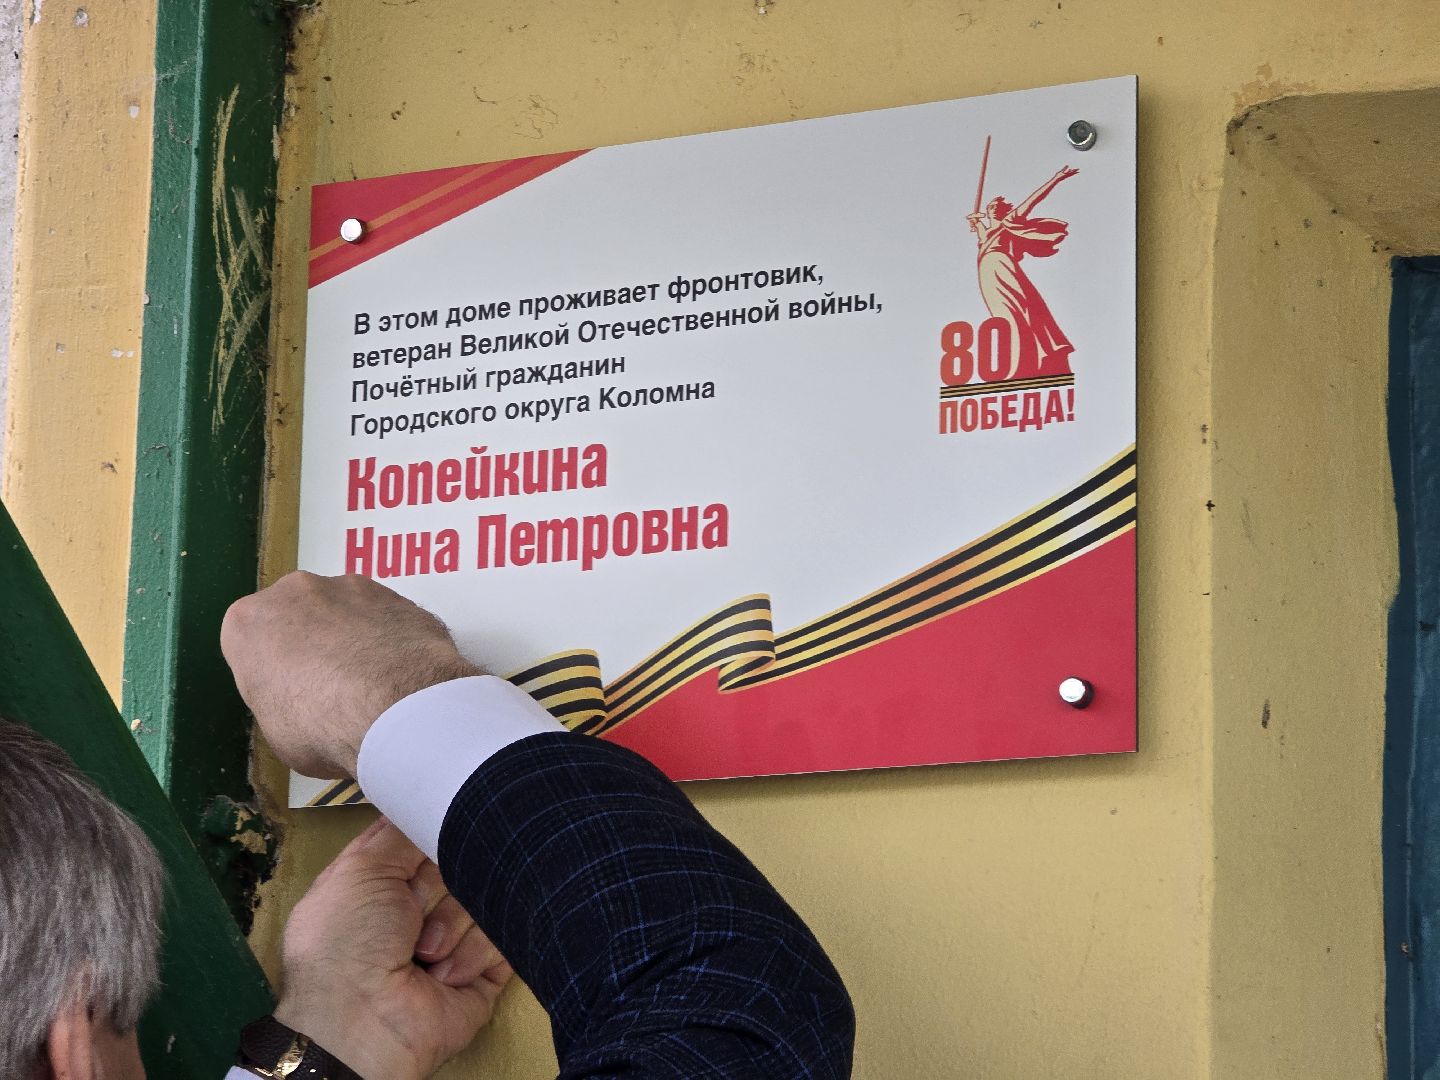 В этом доме проживает фронтовик,
ветеран Великой Отечественной войны,
Почётный гражданин
Городского округа Коломна
Копейкина
Нина Петровна
80
ПОБЕДА!